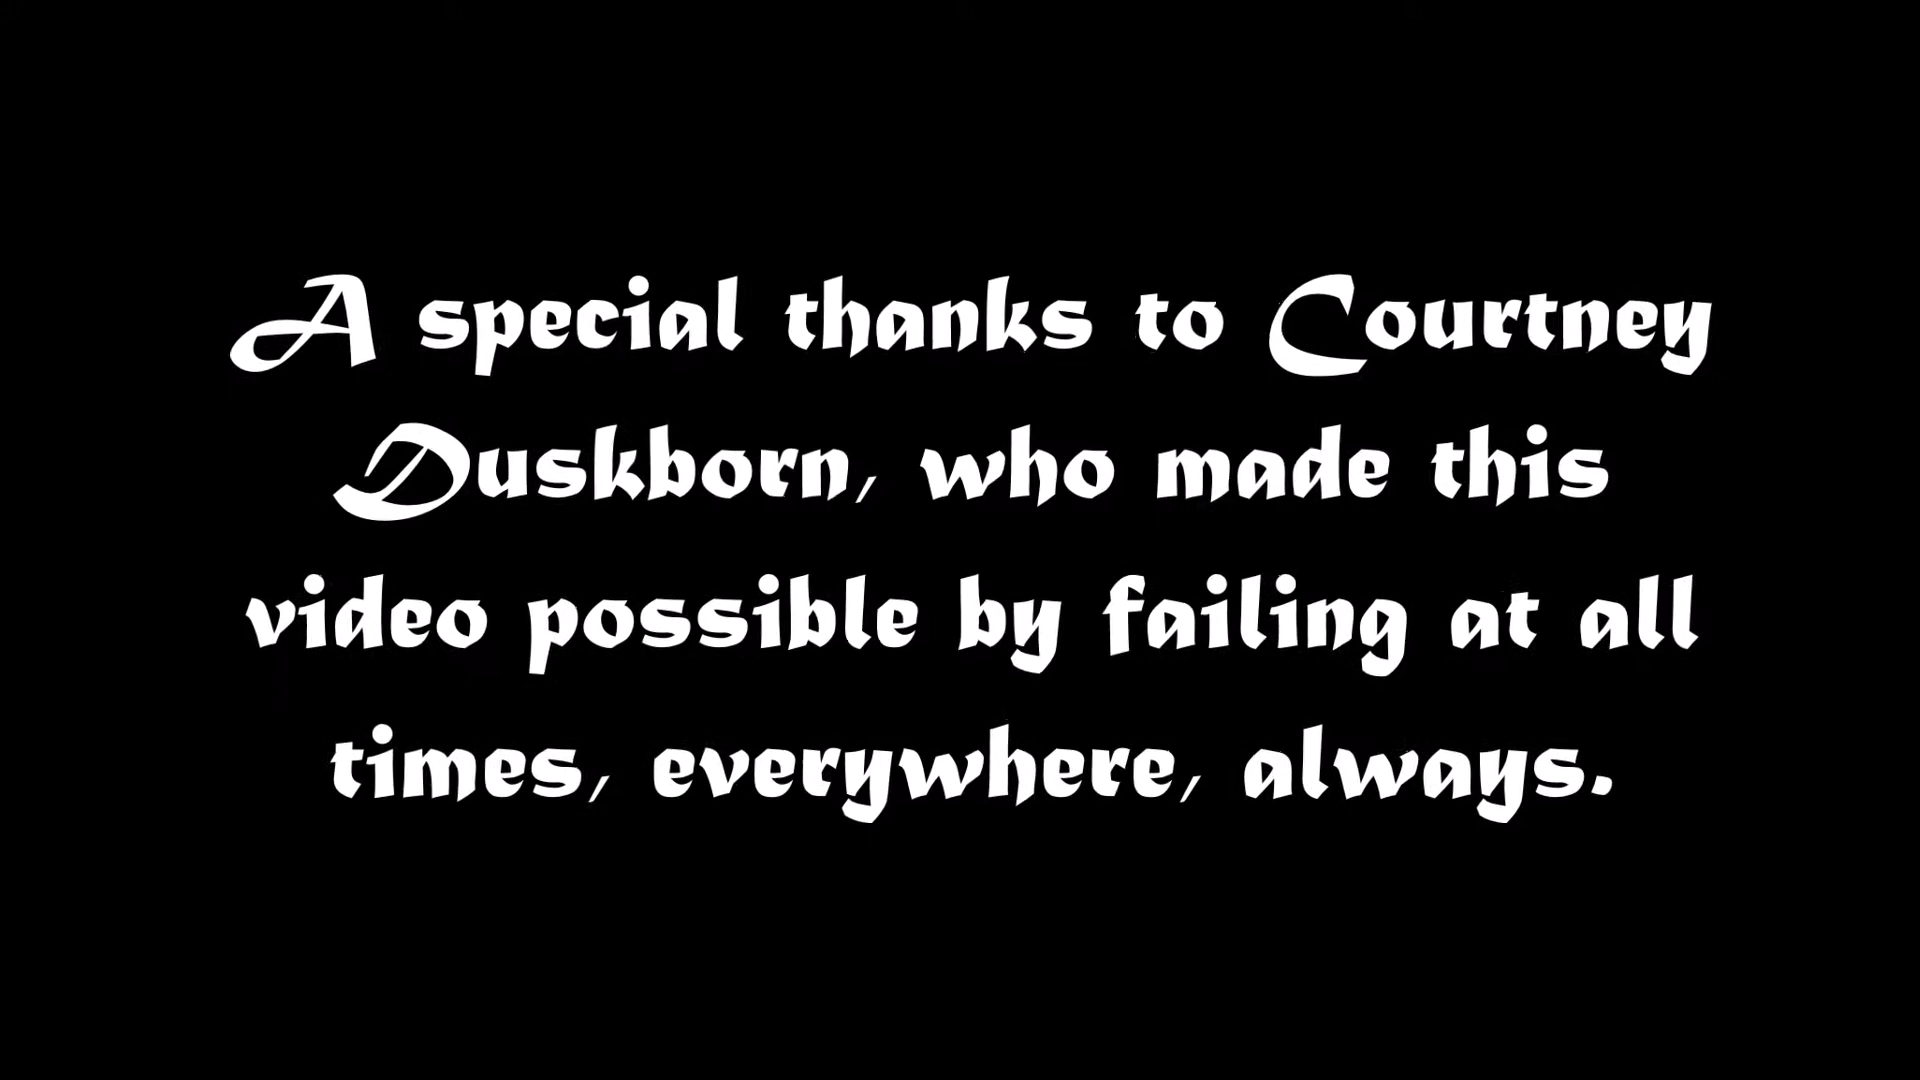 A special thanks to Courtney
Duskborn, who made this
video possible by failing at all
times, everywhere, always.